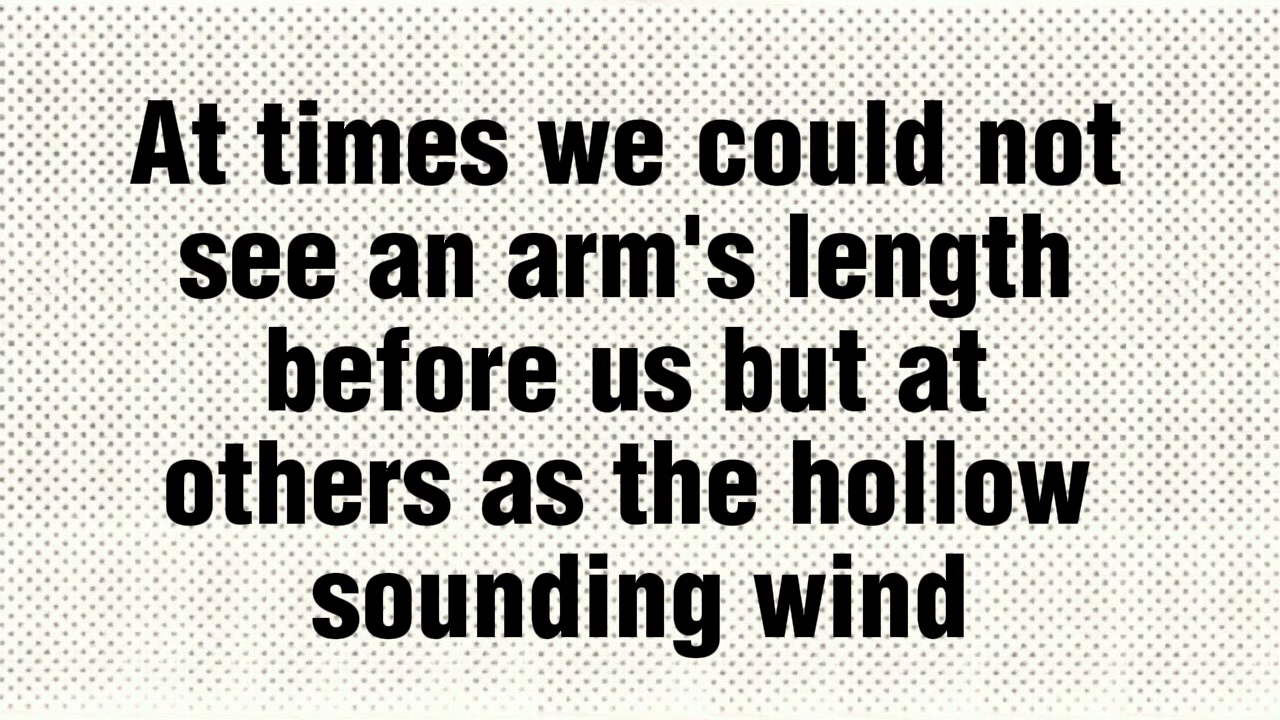 At times we could not
see an arm's length
before us but at
others as the hollow
sounding wind